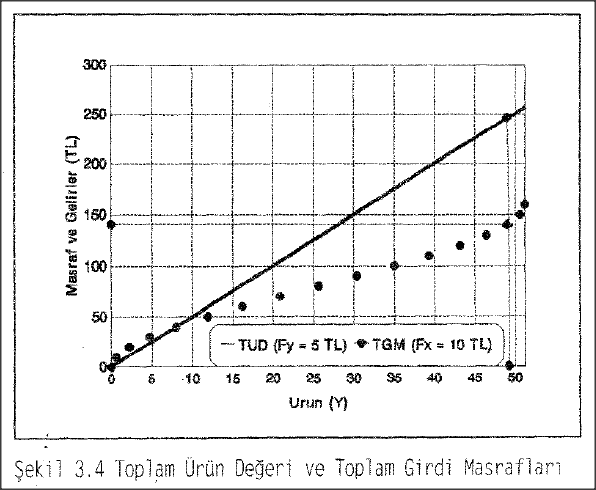 300
250
200
150
100
50
0
Masraf ve Gelirler (TL)
TUD (Fy = 5 TL) TGM (Fx = 10 TL)
0 5 10 15 20 25 30 35 40 45 50
Urün (Y)
Şekil 3.4 Toplam Ürün Değeri ve Toplam Girdi Masrafları